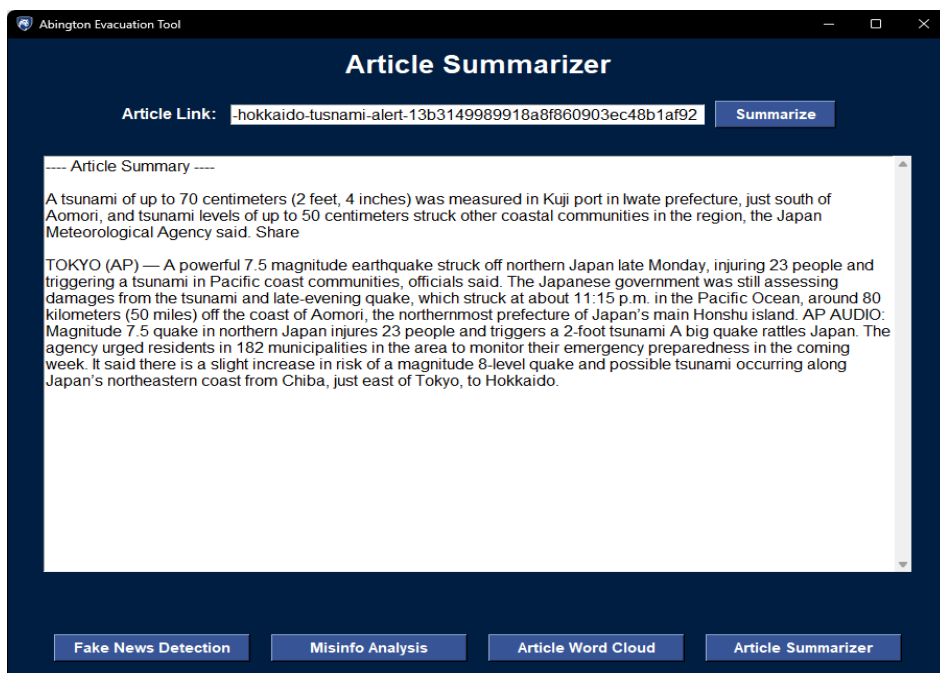 Abington Evacuation Tool
Article Summarizer
Article Link: -hokkaido-tusnami-alert-13b3149989918a8f860903ec48b1af92 Summarize
---- Article Summary ----
A tsunami of up to 70 centimeters (2 feet, 4 inches) was measured in Kuji port in Iwate prefecture, just south of
Aomori, and tsunami levels of up to 50 centimeters struck other coastal communities in the region, the Japan
Meteorological Agency said. Share
TOKYO (AP) — A powerful 7.5 magnitude earthquake struck off northern Japan late Monday, injuring 23 people and
triggering a tsunami in Pacific coast communities, officials said. The Japanese government was still assessing
damages from the tsunami and late-evening quake, which struck at about 11:15 p.m. in the Pacific Ocean, around 80
kilometers (50 miles) off the coast of Aomori, the northernmost prefecture of Japan’s main Honshu island. AP AUDIO:
Magnitude 7.5 quake in northern Japan injures 23 people and triggers a 2-foot tsunami A big quake rattles Japan. The
agency urged residents in 182 municipalities in the area to monitor their emergency preparedness in the coming
week. It said there is a slight increase in risk of a magnitude 8-level quake and possible tsunami occurring along
Japan’s northeastern coast from Chiba, just east of Tokyo, to Hokkaido.
Fake News Detection Misinfo Analysis Article Word Cloud Article Summarizer